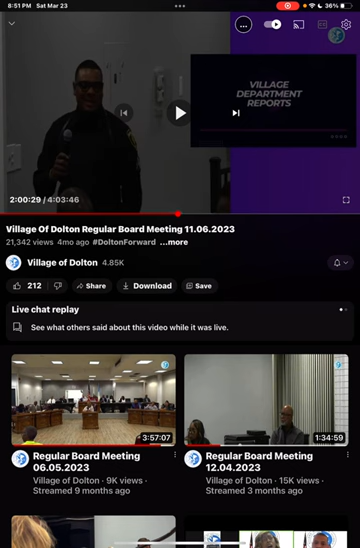 8:51 PM Sat Mar 23
36%
VILLAGE
DEPARTMENT
REPORTS
2:00:29 / 4:03:46
Village Of Dolton Regular Board Meeting 11.06.2023
21,342 views 4mo ago #DoltonForward ...more
Village of Dolton 4.85K
212
Share
Download
Save
Live chat replay
See what others said about this video while it was live.
3:57:07
Regular Board Meeting
06.05.2023
Village of Dolton · 9K views ·
Streamed 9 months ago
1:34:59
Regular Board Meeting
12.04.2023
Village of Dolton · 15K views ·
Streamed 3 months ago